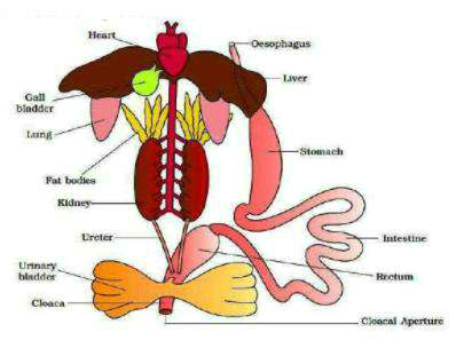 Heart
Oesophagus
Liver
Gall
bladder
Lung
Stomach
Fat bodies
Kidney
Ureter
Intestine
Urinary
bladder
Rectum
Cloaca
Cloacal Aperture